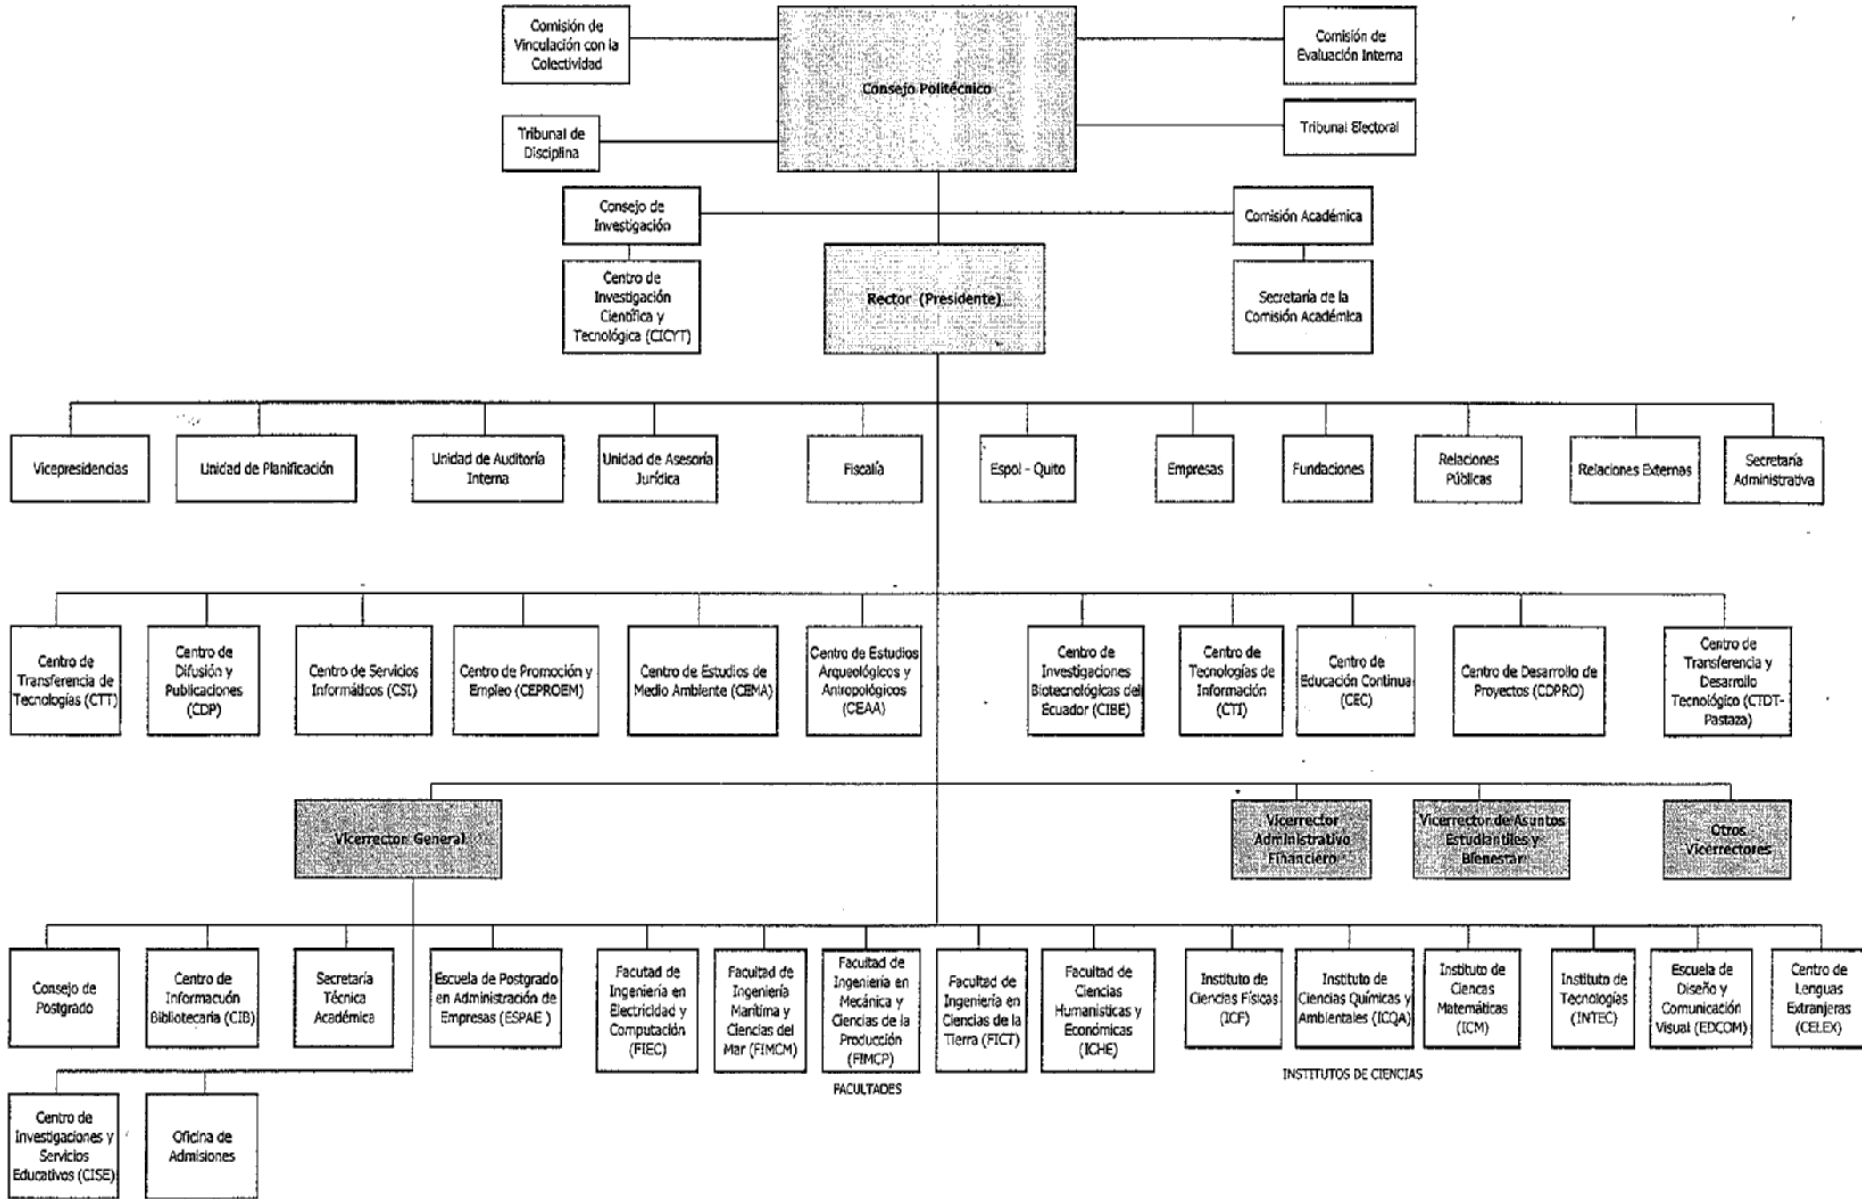 Comisión de
Vinculación con la
Colectividad
Consejo Politécnico
Comisión de
Evaluación Interna
Tribunal de
Disciplina
Tribunal Electoral
Consejo de
Investigación
Comisión Académica
Centro de
Investigación
Científica y
Tecnológica (CICYT)
Rector (Presidente)
Secretaría de la
Comisión Académica
Vicepresidencias
Unidad de Planificación
Unidad de Auditoría
Interna
Unidad de Asesoría
Jurídica
Fiscalía
Espol - Quito
Empresas
Fundaciones
Relaciones
Públicas
Relaciones Externas
Secretaría
Administrativa
Centro de
Transferencia de
Tecnologías (CTT)
Centro de
Difusión y
Publicaciones
(CDP)
Centro de Servicios
Informáticos (CSI)
Centro de Promoción y
Empleo (CEPROEM)
Centro de Estudios de
Medio Ambiente (CEMA)
Centro de Estudios
Arqueológicos y
Antropológicos
(CEAA)
Centro de
Investigaciones
Biotecnológicas del
Ecuador (CIBE)
Centro de
Tecnologías de
Información
(CTI)
Centro de
Educación Continua
(CEC)
Centro de Desarrollo de
Proyectos (CDPRO)
Centro de
Transferencia y
Desarrollo
Tecnológico (CTDT-
Pastaza)
Vicerrector General
Vicerrector
Administrativo
Financiero
Vicerrector de Asuntos
Estudiantiles y
Bienestar
Otros
Vicerrectores
Consejo de
Postgrado
Centro de
Informacuón
Bibliotecaria (CIB)
Secretaría
Técnica
Académica
Escuela de Postgrado
en Administración de
Empresas (ESPAE )
Facutad de
Ingeniería en
Electricidad y
Computación
(FIEC)
Facultad de
Ingeniería
Marítima y
Ciencias del
Mar (FIMCM)
Facultad de
Ingeniería en
Mecánica y
Ciencias de la
Producción
(FIMCP)
Facultad de
Ingeniería en
Ciencias de la
Tierra (FICT)
Facultad de
Ciencias
Humanísticas y
Económicas
(ICHE)
Instituto de
Ciencias Físicas
(ICF)
Instituto de
Ciencias Químicas y
Ambientales (ICQA)
Instituto de
Ciencas
Matemáticas
(ICM)
Instituto de
Tecnologías
(INTEC)
Escuela de
Diseño y
Comunicación
Visual (EDCOM)
Centro de
Lenguas
Extranjeras
(CELEX)
FACULTADES
INSTITUTOS DE CIENCIAS
Centro de
Investigaciones y
Servicios
Educativos (CISE)
Oficina de
Admisiones